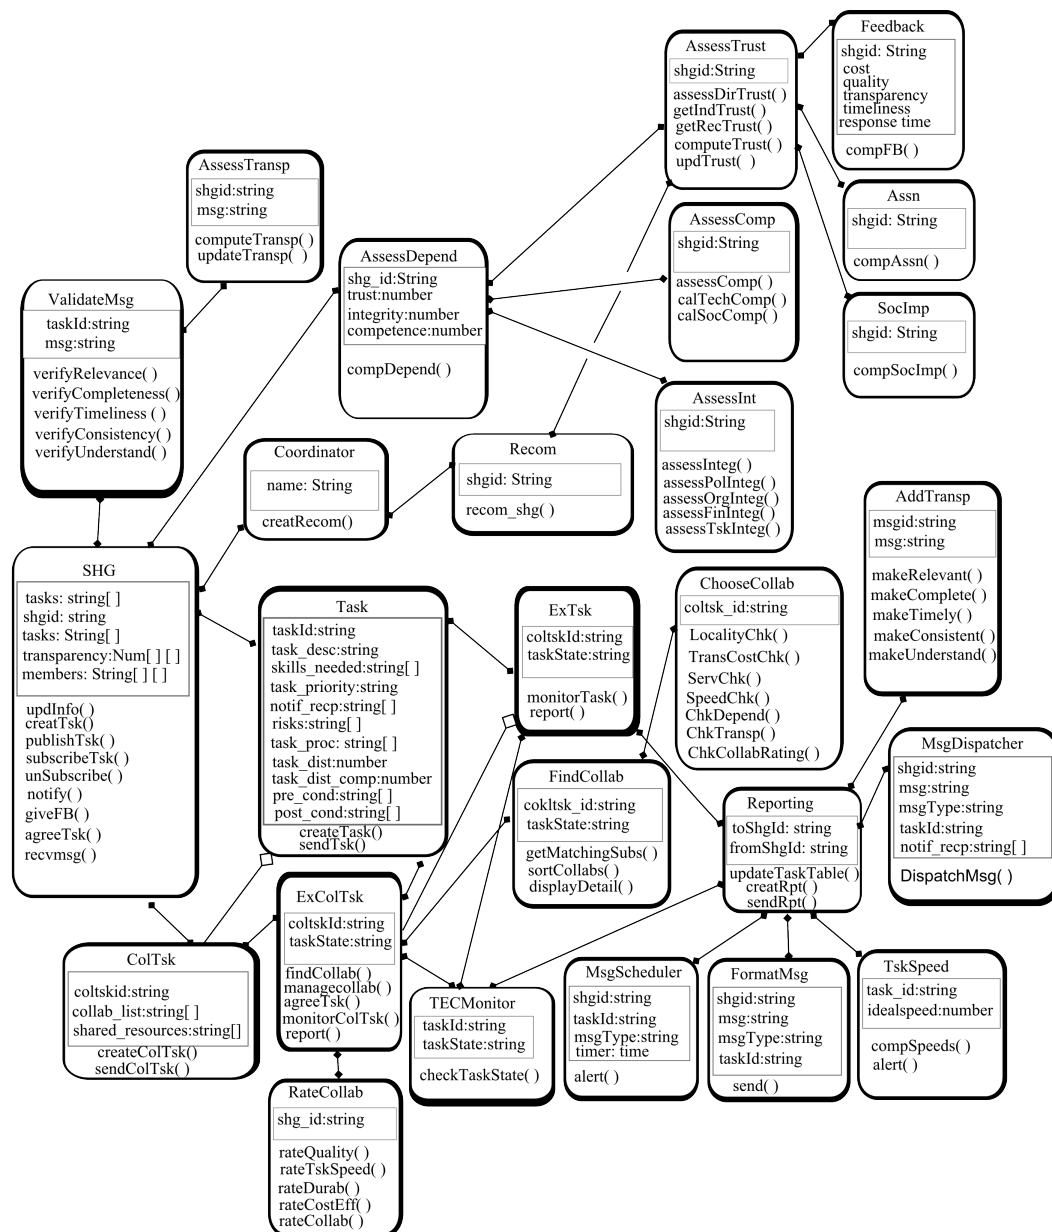 Feedback
shgid: String
cost
quality
transparency
timeliness
response time
compFB( )
AssessTrust
shgid:String
assessDirTrust( )
getIndTrust( )
getRecTrust( )
computeTrust( )
updTrust( )
AssessTransp
shgid:string
msg:string
computeTransp( )
updateTransp( )
Assn
shgid: String
compAssn( )
AssessComp
shgid:String
assessComp( )
calTechComp( )
calSocComp( )
AssessDepend
shg_id:String
trust:number
integrity:number
competence:number
compDepend( )
ValidateMsg
taskId:string
msg:string
verifyRelevance( )
verifyCompleteness( )
verifyTimeliness ( )
verifyConsistency( )
verifyUnderstand( )
SocImp
shgid: String
compSocImp( )
AssessInt
shgid:String
assessInteg( )
assessPolInteg( )
assessOrgInteg( )
assessFinInteg( )
assessTskInteg( )
Coordinator
name: String
creatRecom()
Recom
shgid: String
recom_shg( )
AddTransp
msgid:string
msg:string
makeRelevant( )
makeComplete( )
makeTimely( )
makeConsistent( )
makeUnderstand( )
SHG
tasks: string[ ]
shgid: string
tasks: String[ ]
transparency:Num[ ] [ ]
members: String[ ] [ ]
updInfo( )
creatTsk()
publishTsk( )
subscribeTsk( )
unSubscribe( )
notify( )
giveFB( )
agreeTsk( )
recvmsg( )
Task
taskId:string
task_desc:string
skills_needed:string[ ]
task_priority:string
notif_recp:string[ ]
risks:string[ ]
task_proc: string[ ]
task_dist:number
task_dist_comp:number
pre_cond:string[ ]
post_cond:string[ ]
createTask()
sendTsk()
ExTsk
coltskId:string
taskState:string
monitorTask( )
report( )
ChooseCollab
coltsk_id:string
LocalityChk( )
TransCostChk( )
ServChk( )
SpeedChk( )
ChkDepend( )
ChkTransp( )
ChkCollabRating( )
MsgDispatcher
shgid:string
msg:string
msgType:string
taskId:string
notif_recp:string[ ]
DispatchMsg( )
FindCollab
cokltsk_id:string
taskState:string
getMatchingSubs( )
sortCollabs( )
displayDetail( )
Reporting
toShgId: string
fromShgId: string
updateTaskTable( )
creatRpt( )
sendRpt( )
ExColTsk
coltskId:string
taskState:string
findCollab( )
managecollab( )
agreeTsk( )
monitorColTsk( )
report( )
ColTsk
coltskid:string
collab_list:string[ ]
shared_resources:string[]
createColTsk()
sendColTsk( )
TECMonitor
taskId:string
taskState:string
checkTaskState( )
MsgScheduler
shgid:string
taskId:string
msgType:string
timer: time
alert( )
FormatMsg
shgid:string
msg:string
msgType:string
taskId:string
send( )
TskSpeed
task_id:string
idealspeed:number
compSpeeds( )
alert( )
RateCollab
shg_id:string
rateQuality( )
rateTskSpeed( )
rateDurab( )
rateCostEff( )
rateCollab( )